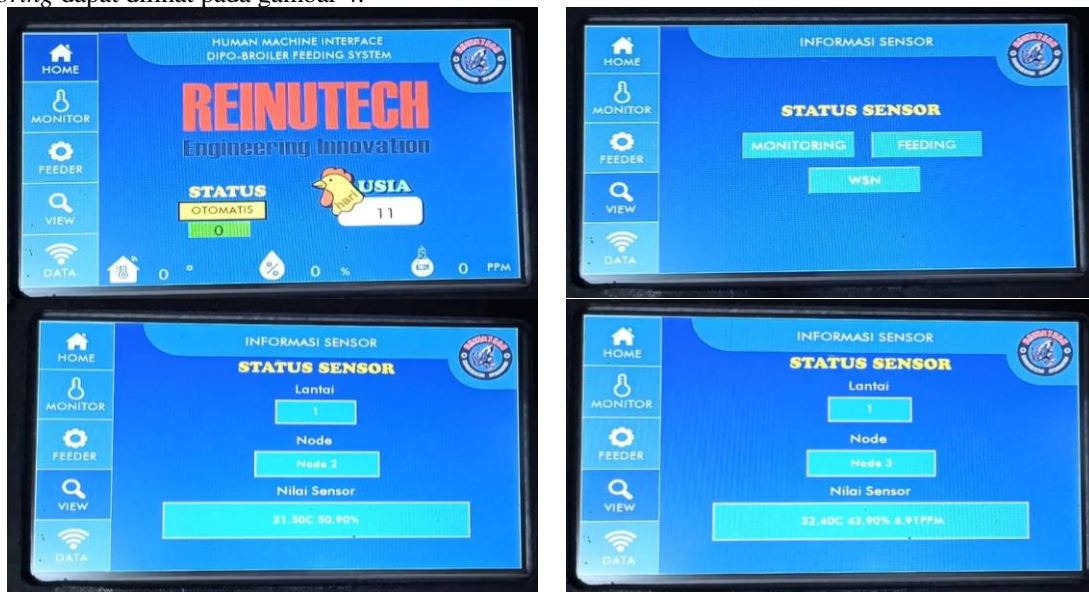 oring dapat dilihat pada gambar 4.
HUMAN MACHINE INTERFACE
DIPO-BROILER FEEDING SYSTEM
HOME
MONITOR
FEEDER
VIEW
DATA
REINUTECH
Engineering Innovation
STATUS
OTOMATIS
0
hari
USIA
11
0 °
0 %
0 PPM
INFORMASI SENSOR
HOME
MONITOR
FEEDER
VIEW
DATA
STATUS SENSOR
MONITORING FEEDING
WSN
INFORMASI SENSOR
HOME
MONITOR
FEEDER
VIEW
DATA
STATUS SENSOR
Lantai
1
Node
Node 2
Nilai Sensor
31.50C 50.90%
INFORMASI SENSOR
HOME
MONITOR
FEEDER
VIEW
DATA
STATUS SENSOR
Lantai
1
Node
Node 3
Nilai Sensor
32.40C 43.90% 6.91PPM